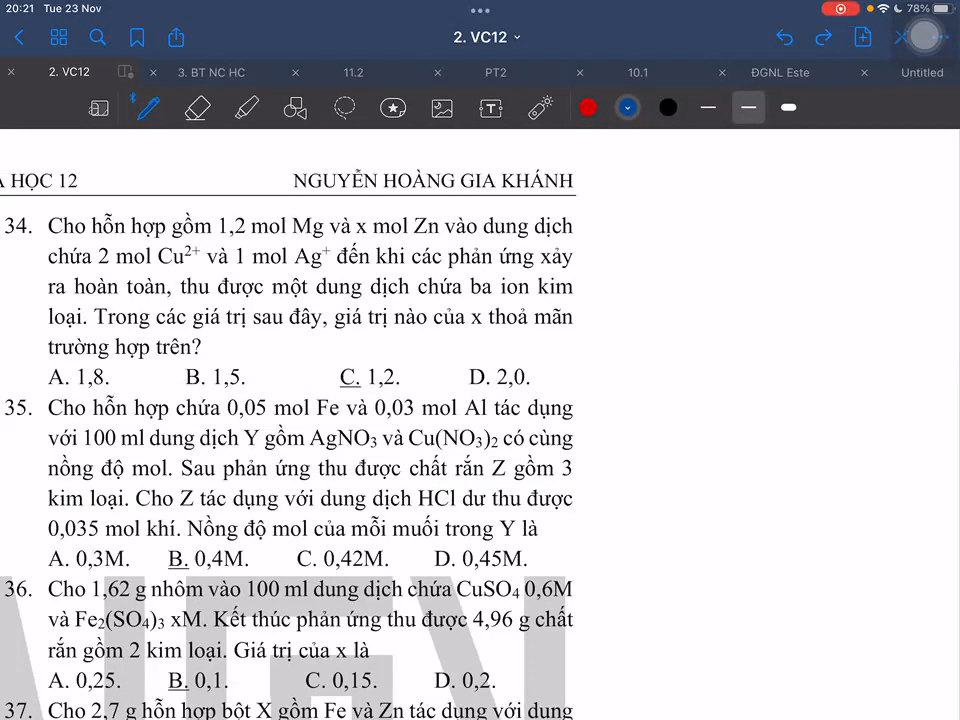 20:21 Tue 23 Nov
78%
2. VC12
2. VC12
3. BT NC HC
11.2
PT2
10.1
ĐGNL Este
Untitled
HỌC 12
NGUYỄN HOÀNG GIA KHÁNH
34. Cho hỗn hợp gồm 1,2 mol Mg và x mol Zn vào dung dịch
chứa 2 mol Cu²⁺ và 1 mol Ag⁺ đến khi các phản ứng xảy
ra hoàn toàn, thu được một dung dịch chứa ba ion kim
loại. Trong các giá trị sau đây, giá trị nào của x thoả mãn
trường hợp trên?
A. 1,8. B. 1,5. C. 1,2. D. 2,0.
35. Cho hỗn hợp chứa 0,05 mol Fe và 0,03 mol Al tác dụng
với 100 ml dung dịch Y gồm AgNO₃ và Cu(NO₃)₂ có cùng
nồng độ mol. Sau phản ứng thu được chất rắn Z gồm 3
kim loại. Cho Z tác dụng với dung dịch HCl dư thu được
0,035 mol khí. Nồng độ mol của mỗi muối trong Y là
A. 0,3M. B. 0,4M. C. 0,42M. D. 0,45M.
36. Cho 1,62 g nhôm vào 100 ml dung dịch chứa CuSO₄ 0,6M
và Fe₂(SO₄)₃ xM. Kết thúc phản ứng thu được 4,96 g chất
rắn gồm 2 kim loại. Giá trị của x là
A. 0,25. B. 0,1. C. 0,15. D. 0,2.
37. Cho 2,7 g hỗn hợp bột X gồm Fe và Zn tác dụng với dung